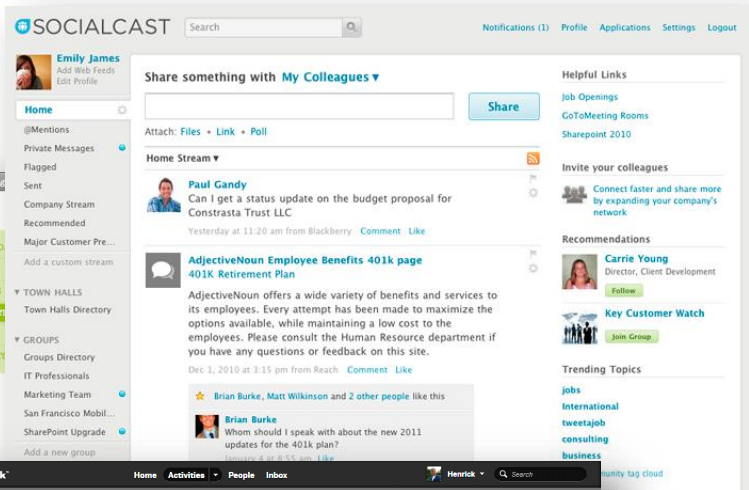 SOCIALCAST
Search
Notifications (1) Profile Applications Settings Logout
Emily James
Add Web Feeds
Edit Profile
Home
@Mentions
Private Messages
Flagged
Sent
Company Stream
Recommended
Major Customer Pre...
Add a custom stream
▼ TOWN HALLS
Town Halls Directory
▼ GROUPS
Groups Directory
IT Professionals
Marketing Team
San Francisco Mobil...
SharePoint Upgrade
Add a new group
Share something with My Colleagues ▾
Share
Attach: Files • Link • Poll
Home Stream ▾
Paul Gandy
Can I get a status update on the budget proposal for
Constrasta Trust LLC
Yesterday at 11:20 am from Blackberry Comment Like
AdjectiveNoun Employee Benefits 401k page
401K Retirement Plan
AdjectiveNoun offers a wide variety of benefits and services to
its employees. Every attempt has been made to maximize the
options available, while maintaining a low cost to the
employees. Please consult the Human Resource department if
you have any questions or feedback on this site.
Dec 1, 2010 at 3:15 pm from Reach Comment Like
Brian Burke, Matt Wilkinson and 2 other people like this
Brian Burke
Whom should I speak with about the new 2011
updates for the 401k plan?
January 4 at 8:55 am Like
Helpful Links
Job Openings
GoToMeeting Rooms
Sharepoint 2010
Invite your colleagues
Connect faster and share more
by expanding your company's
network
Recommendations
Carrie Young
Director, Client Development
Follow
Key Customer Watch
Join Group
Trending Topics
jobs
International
tweetajob
consulting
business
munity tag cloud
k™ Home Activities ▾ People Inbox Henrick ▾ Search